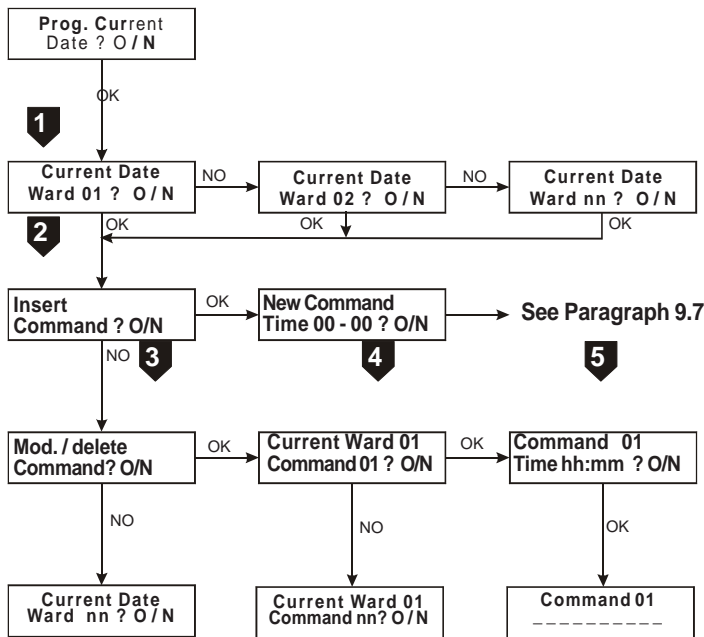 Prog. Current
Date ? O / N
OK
1
Current Date
Ward 01 ? O / N
NO
Current Date
Ward 02 ? O / N
NO
Current Date
Ward nn ? O / N
2
OK
OK
OK
Insert
Command ? O/N
OK
New Command
Time 00 - 00 ? O/N
See Paragraph 9.7
NO
3
4
5
Mod. / delete
Command? O/N
OK
Current Ward 01
Command 01 ? O/N
OK
Command 01
Time hh:mm ? O/N
NO
NO
OK
Current Date
Ward nn ? O / N
Current Ward 01
Command nn? O / N
Command 01
_ _ _ _ _ _ _ _ _ _